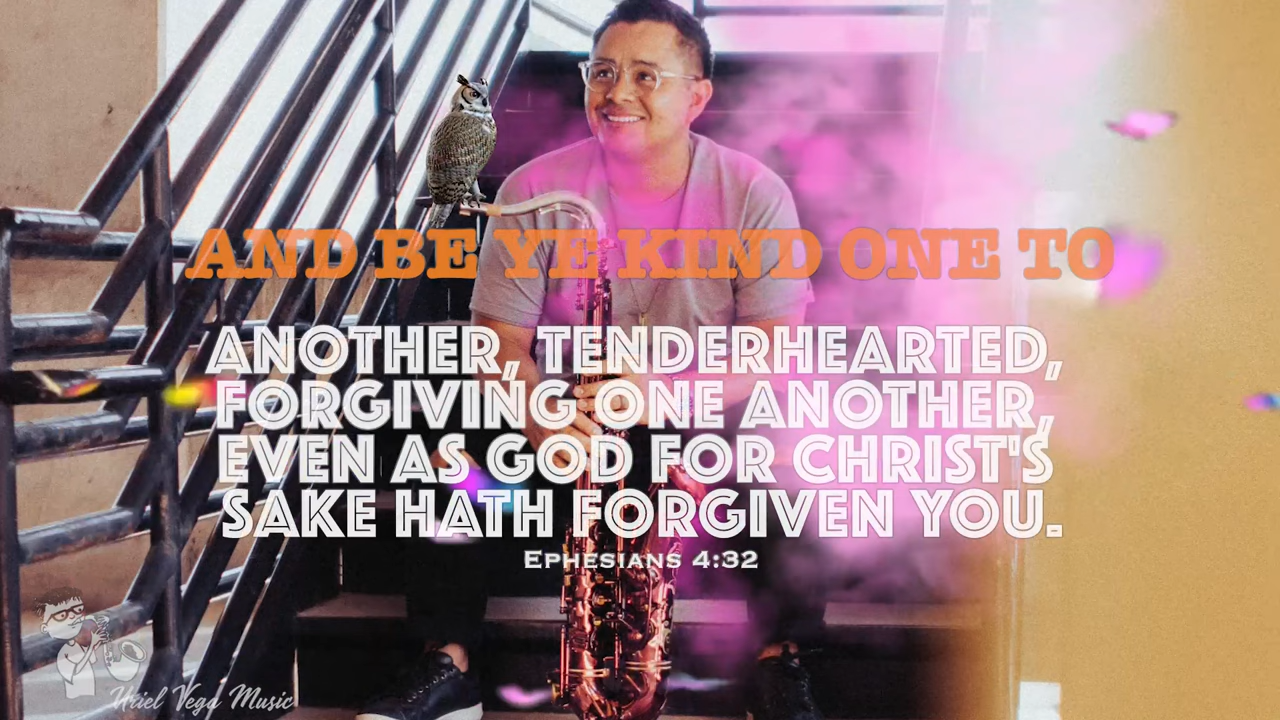 AND BE YE KIND ONE TO
ANOTHER, TENDERHEARTED,
FORGIVING ONE ANOTHER,
EVEN AS GOD FOR CHRIST'S
SAKE HATH FORGIVEN YOU.
EPHESIANS 4:32
Uriel Vega Music